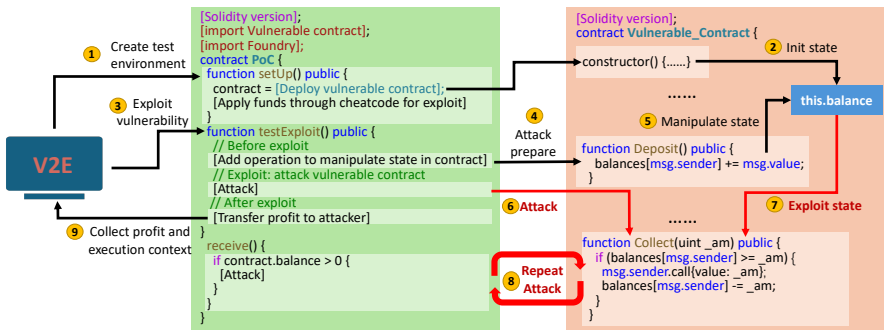 V2E
1 Create test
environment
3 Exploit
vulnerability
9 Collect profit and
execution context
[Solidity version];
[import Vulnerable contract];
[import Foundry];
contract PoC {
function setUp() public {
contract = [Deploy vulnerable contract];
[Apply funds through cheatcode for exploit]
}
function testExploit() public {
// Before exploit
[Add operation to manipulate state in contract]
// Exploit: attack vulnerable contract
[Attack]
// After exploit
[Transfer profit to attacker]
}
receive() {
if contract.balance > 0 {
[Attack]
}
}
}
4
Attack
prepare
6 Attack
8 Repeat
Attack
[Solidity version];
contract Vulnerable_Contract {
2 Init state
constructor() {……}
……
this.balance
5 Manipulate state
function Deposit() public {
balances[msg.sender] += msg.value;
}
7 Exploit state
……
function Collect(uint _am) public {
if (balances[msg.sender] >= _am) {
msg.sender.call{value: _am};
balances[msg.sender] -= _am;
}
}